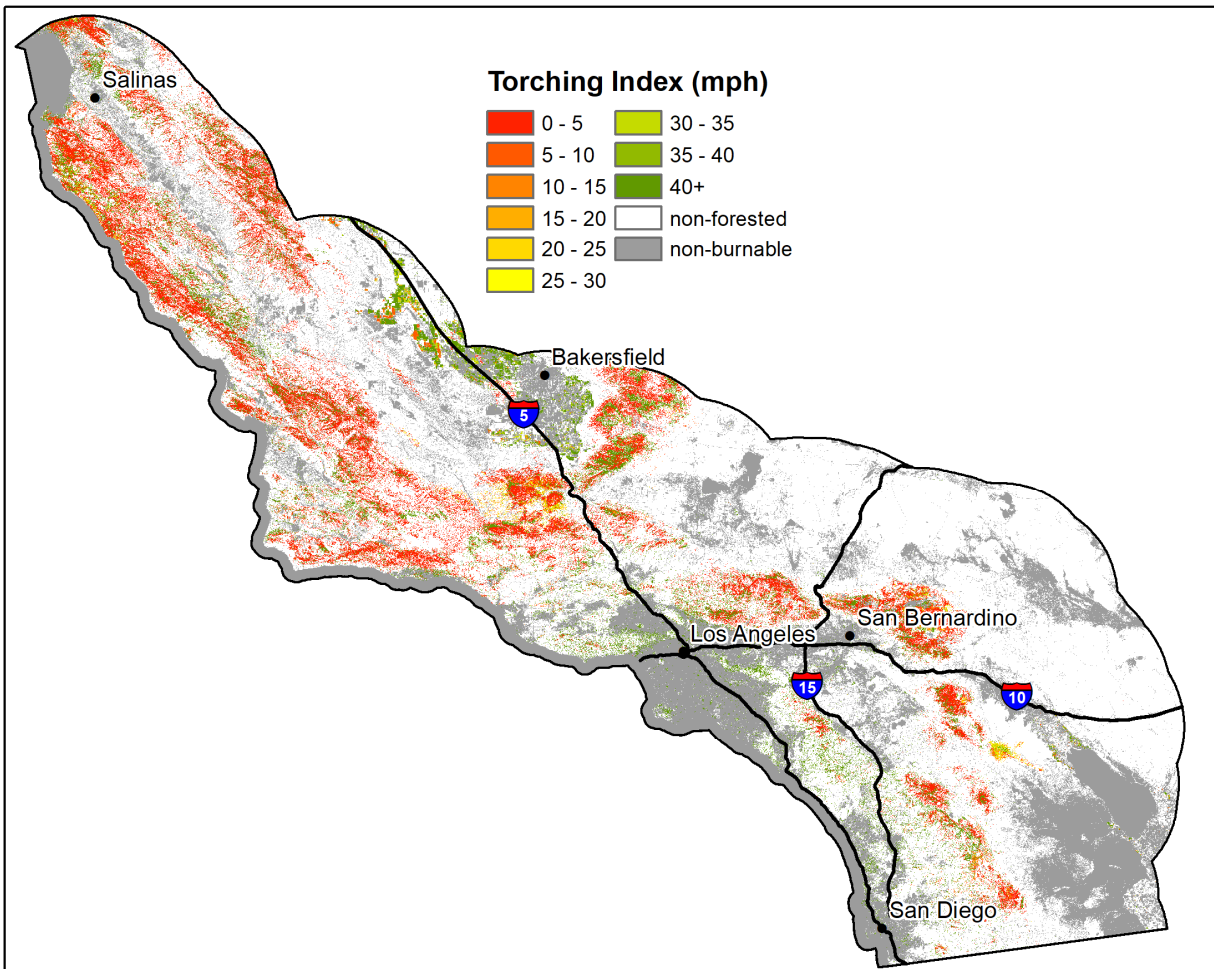 Salinas
Torching Index (mph)
0 - 5
5 - 10
10 - 15
15 - 20
20 - 25
25 - 30
30 - 35
35 - 40
40+
non-forested
non-burnable
Bakersfield
5
San Bernardino
Los Angeles
15
10
San Diego